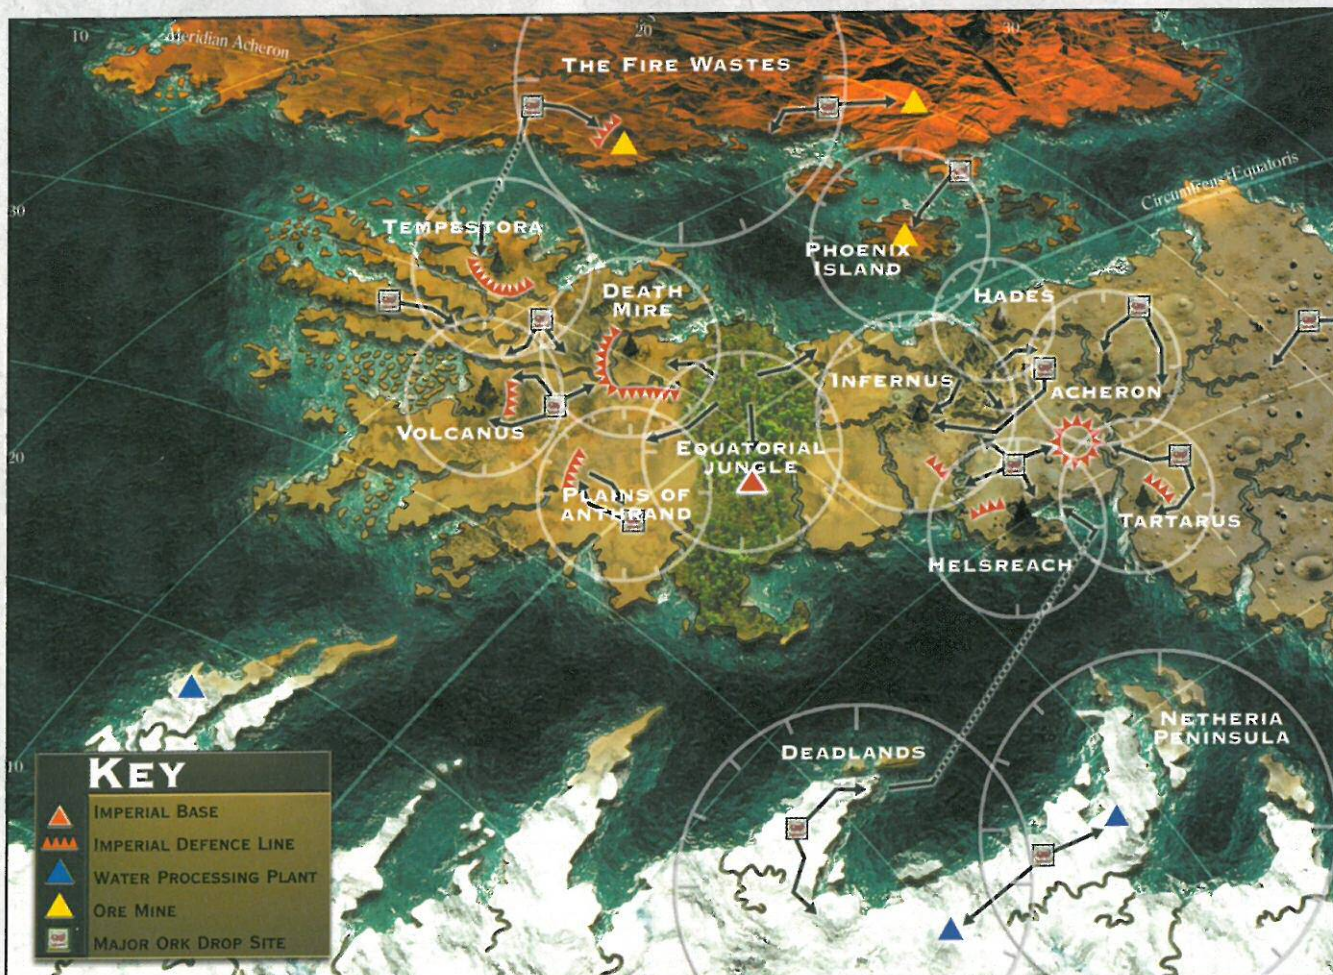 10
Meridian Acheron
20
30
THE FIRE WASTES
Circumferens Equatoris
30
TEMPESTORA
PHOENIX
ISLAND
DEATH
MIRE
HADES
INFERNUS
ACHERON
VOLCANUS
EQUATORIAL
JUNGLE
20
PLAINS OF
ANTHRAND
TARTARUS
HELSREACH
NETHERIA
PENINSULA
DEADLANDS
10
KEY
IMPERIAL BASE
IMPERIAL DEFENCE LINE
WATER PROCESSING PLANT
ORE MINE
MAJOR ORK DROP SITE